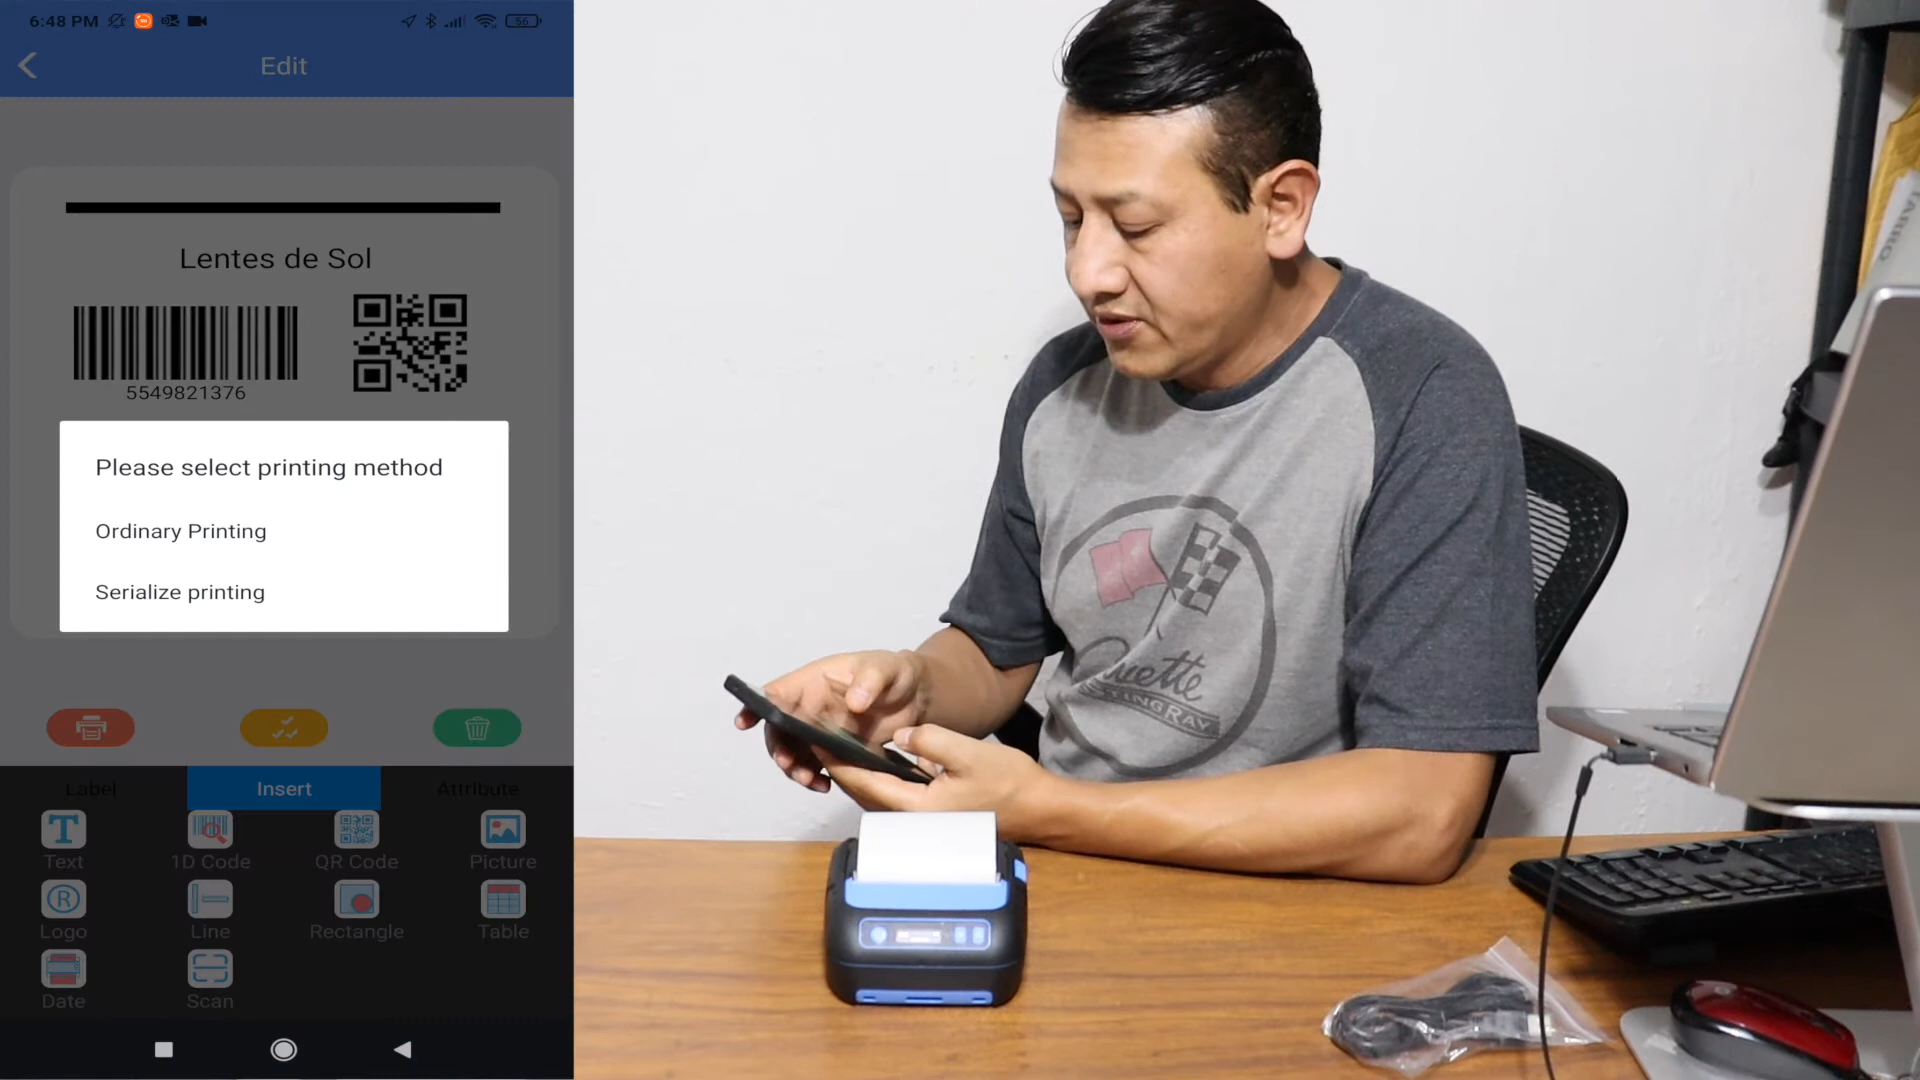 6:48 PM
56
Edit
Lentes de Sol
5549821376
Please select printing method
Ordinary Printing
Serialize printing
Label
Insert
Attribute
Text
1D Code
QR Code
Picture
Logo
Line
Rectangle
Table
Date
Scan